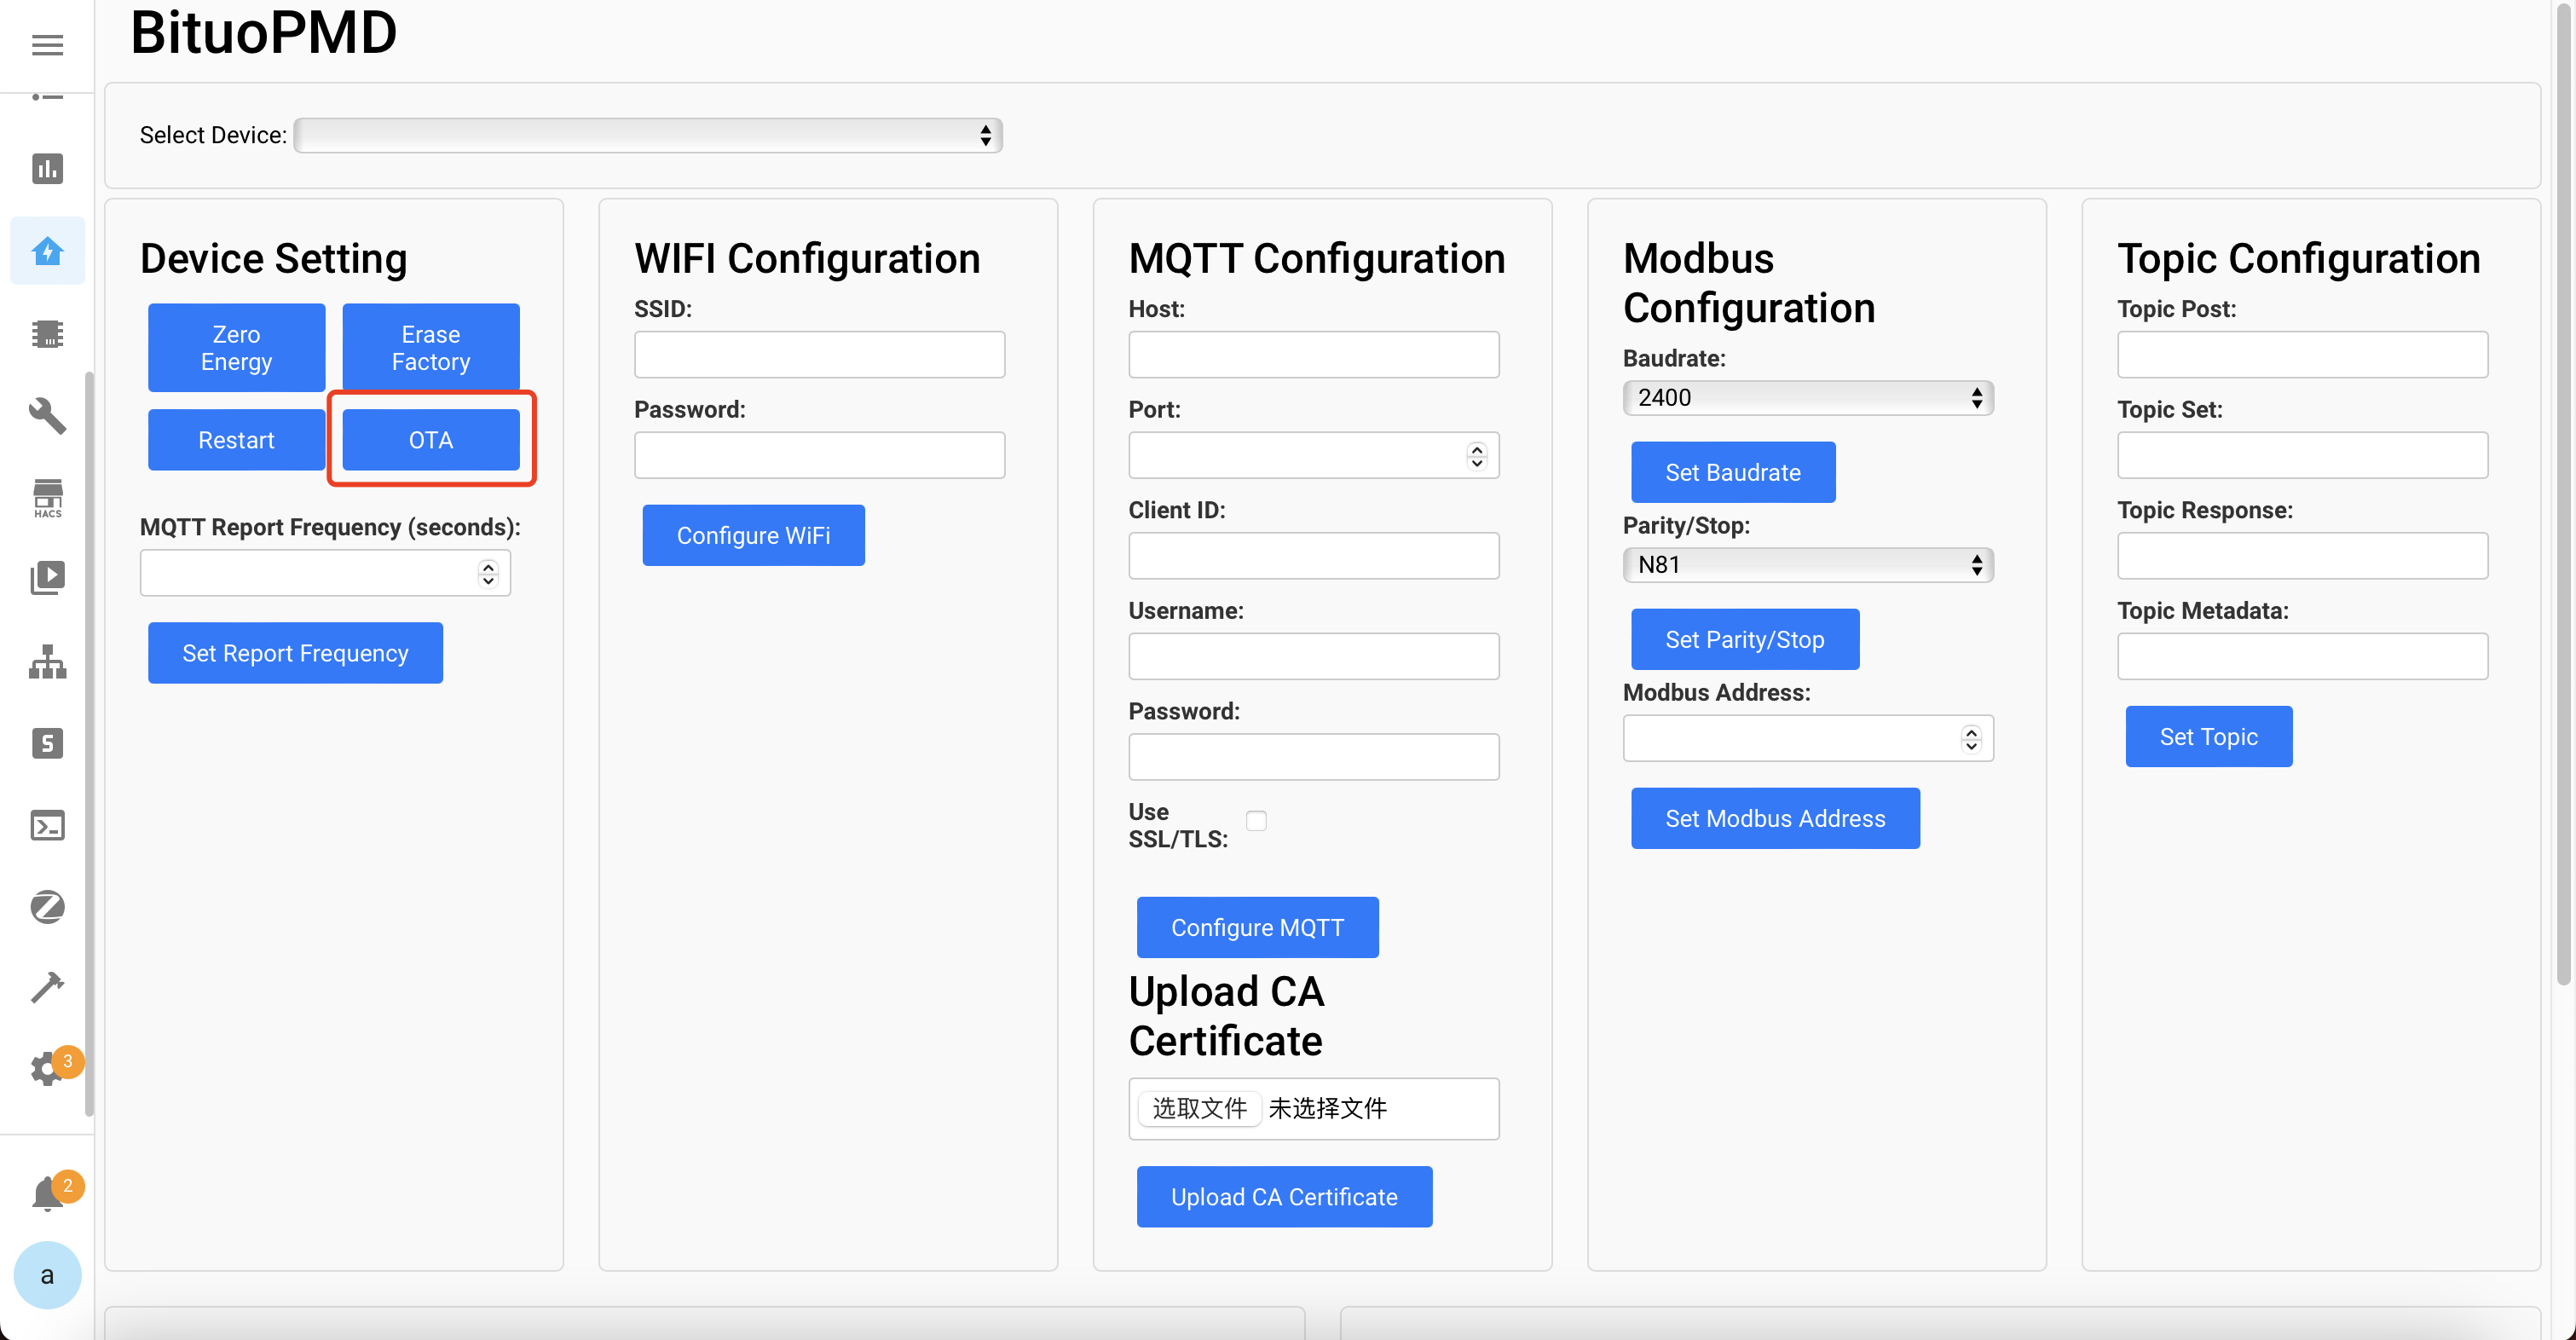 BituoPMD
Select Device:
Device Setting
Zero
Energy
Erase
Factory
Restart
OTA
MQTT Report Frequency (seconds):
Set Report Frequency
WIFI Configuration
SSID:
Password:
Configure WiFi
MQTT Configuration
Host:
Port:
Client ID:
Username:
Password:
Use
SSL/TLS:
Configure MQTT
Upload CA
Certificate
选取文件 未选择文件
Upload CA Certificate
Modbus
Configuration
Baudrate:
2400
Set Baudrate
Parity/Stop:
N81
Set Parity/Stop
Modbus Address:
Set Modbus Address
Topic Configuration
Topic Post:
Topic Set:
Topic Response:
Topic Metadata:
Set Topic
HACS
S
3
2
a